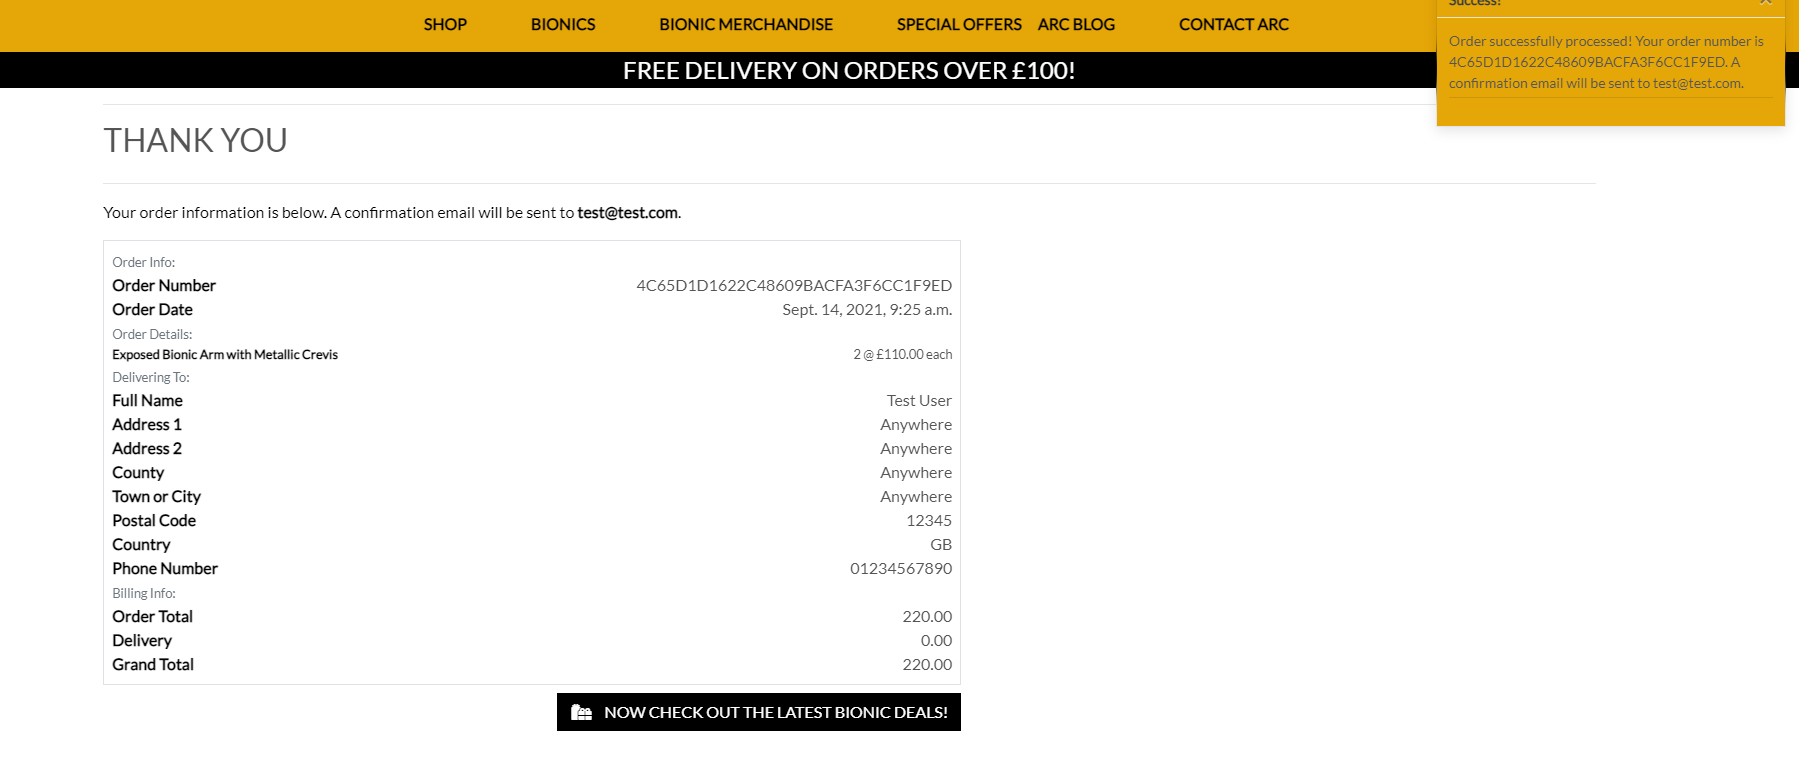 SHOP BIONICS BIONIC MERCHANDISE SPECIAL OFFERS ARC BLOG CONTACT ARC
Success! ×
Order successfully processed! Your order number is
4C65D1D1622C48609BACFA3F6CC1F9ED. A
confirmation email will be sent to test@test.com.
FREE DELIVERY ON ORDERS OVER £100!
THANK YOU
Your order information is below. A confirmation email will be sent to test@test.com.
Order Info:
Order Number 4C65D1D1622C48609BACFA3F6CC1F9ED
Order Date Sept. 14, 2021, 9:25 a.m.
Order Details:
Exposed Bionic Arm with Metallic Crevis 2 @ £110.00 each
Delivering To:
Full Name Test User
Address 1 Anywhere
Address 2 Anywhere
County Anywhere
Town or City Anywhere
Postal Code 12345
Country GB
Phone Number 01234567890
Billing Info:
Order Total 220.00
Delivery 0.00
Grand Total 220.00
NOW CHECK OUT THE LATEST BIONIC DEALS!